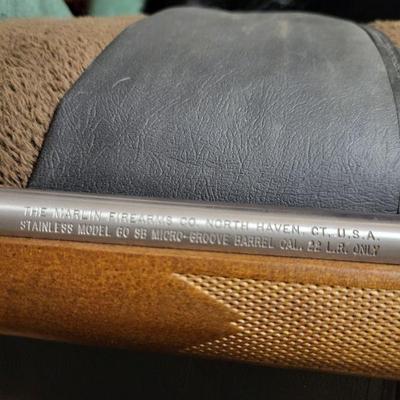 THE MARLIN FIREARMS CO. NORTH HAVEN, CT. U.S.A.
STAINLESS MODEL 60 SB MICRO-GROOVE BARREL CAL. 22 L.R. ONLY